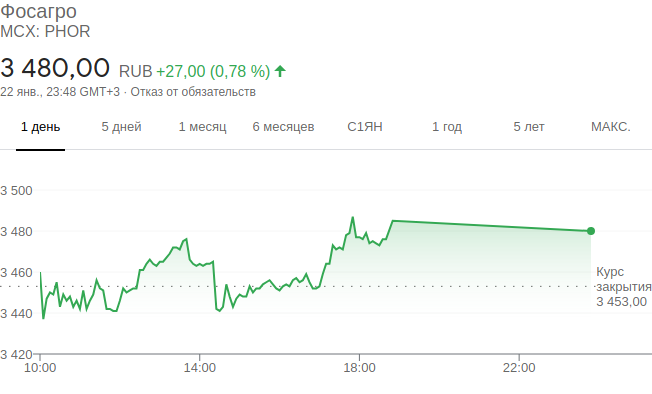 Фосагро
MCX: PHOR
3 480,00 RUB +27,00 (0,78 %)
22 янв., 23:48 GMT+3 · Отказ от обязательств
1 день 5 дней 1 месяц 6 месяцев С1ЯН 1 год 5 лет МАКС.
3 500
3 480
3 460
Курс
закрытия
3 453,00
3 440
3 420
10:00 14:00 18:00 22:00